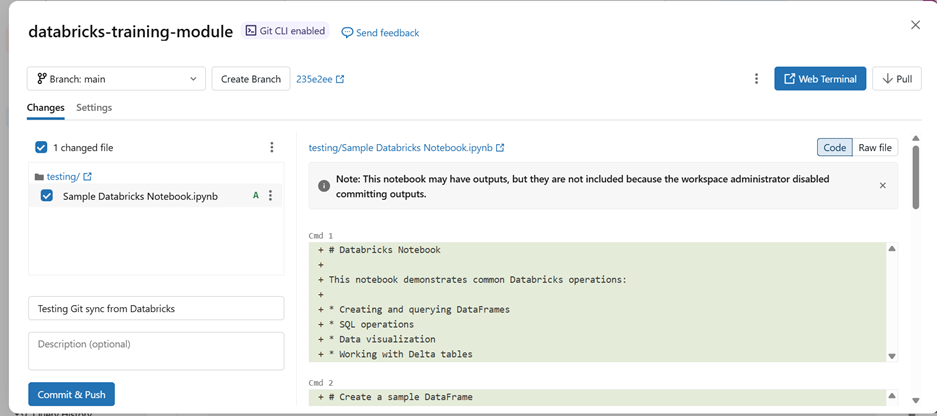 databricks-training-module Git CLI enabled Send feedback
Branch: main Create Branch 235e2ee Web Terminal Pull
Changes Settings
1 changed file
testing/
Sample Databricks Notebook.ipynb A
Testing Git sync from Databricks
Description (optional)
Commit & Push
testing/Sample Databricks Notebook.ipynb Code Raw file
Note: This notebook may have outputs, but they are not included because the workspace administrator disabled
committing outputs.
Cmd 1
+ # Databricks Notebook
+
+ This notebook demonstrates common Databricks operations:
+
+ * Creating and querying DataFrames
+ * SQL operations
+ * Data visualization
+ * Working with Delta tables
Cmd 2
+ # Create a sample DataFrame